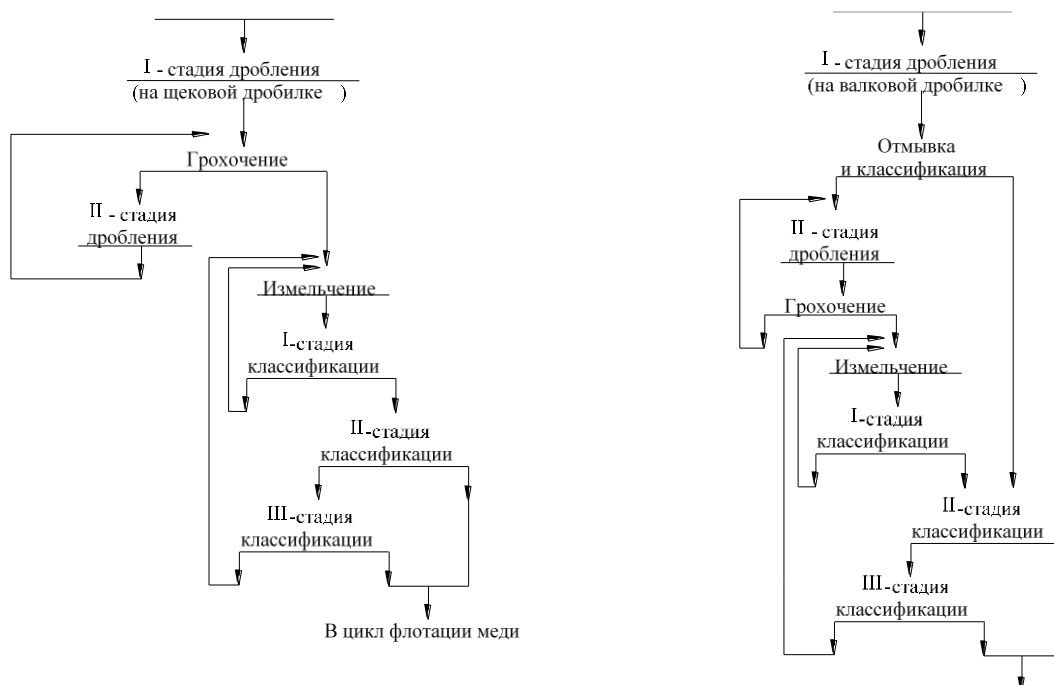 I - стадия дробления
(на щековой дробилке )
Грохочение
II - стадия
дробления
Измельчение
I-стадия
классификации
II-стадия
классификации
III-стадия
классификации
В цикл флотации меди
I - стадия дробления
(на валковой дробилке )
Отмывка
и классификация
II - стадия
дробления
Грохочение
Измельчение
I-стадия
классификации
II-стадия
классификации
III-стадия
классификации